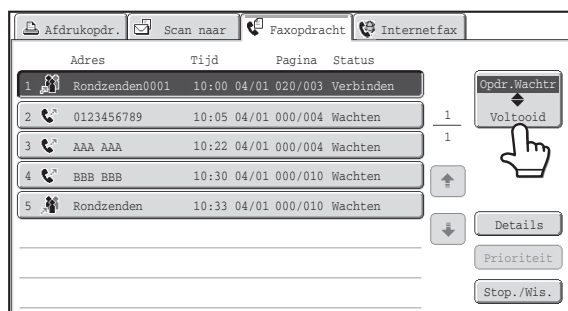 Afdrukopdr. Scan naar Faxopdracht Internetfax
Adres Tijd Pagina Status
1 Rondzenden0001 10:00 04/01 020/003 Verbinden
2 0123456789 10:05 04/01 000/004 Wachten
3 AAA AAA 10:22 04/01 000/004 Wachten
4 BBB BBB 10:30 04/01 000/010 Wachten
5 Rondzenden 10:33 04/01 000/010 Wachten
1
1
Opdr.Wachtr
Voltooid
Details
Prioriteit
Stop./Wis.